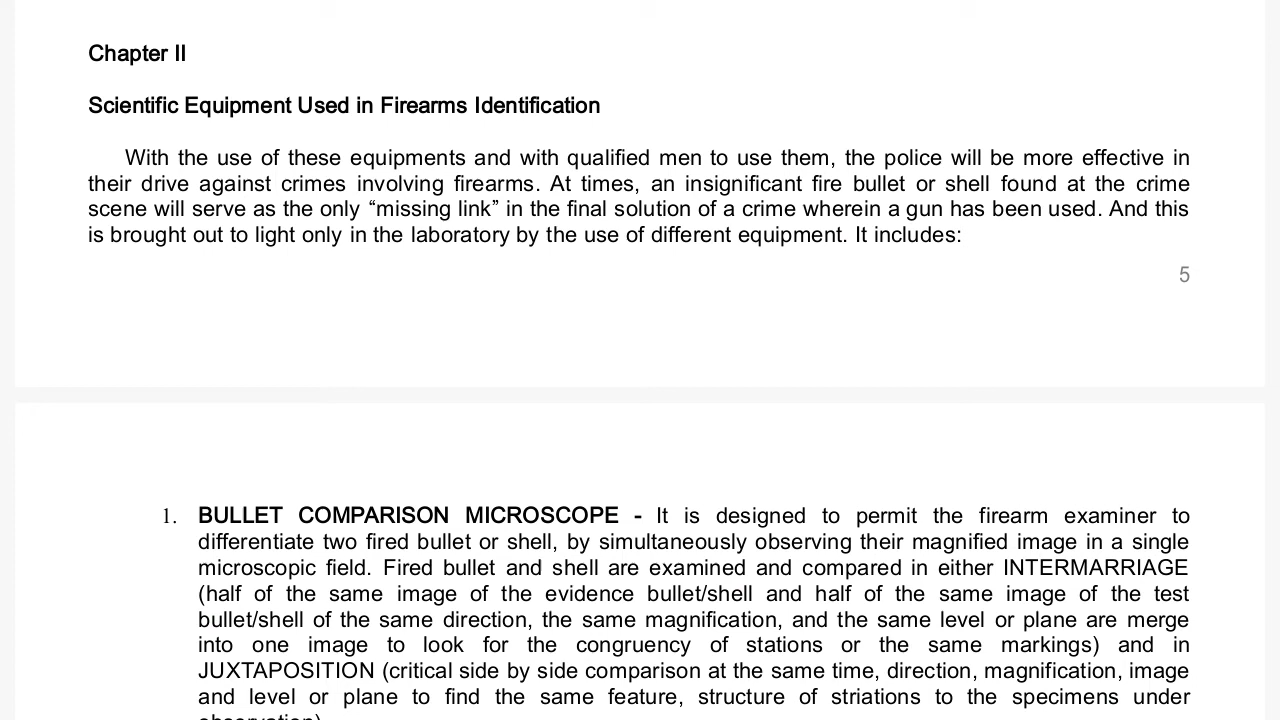 Chapter II
Scientific Equipment Used in Firearms Identification
With the use of these equipments and with qualified men to use them, the police will be more effective in
their drive against crimes involving firearms. At times, an insignificant fire bullet or shell found at the crime
scene will serve as the only “missing link” in the final solution of a crime wherein a gun has been used. And this
is brought out to light only in the laboratory by the use of different equipment. It includes:
5
1. BULLET COMPARISON MICROSCOPE - It is designed to permit the firearm examiner to
differentiate two fired bullet or shell, by simultaneously observing their magnified image in a single
microscopic field. Fired bullet and shell are examined and compared in either INTERMARRIAGE
(half of the same image of the evidence bullet/shell and half of the same image of the test
bullet/shell of the same direction, the same magnification, and the same level or plane are merge
into one image to look for the congruency of stations or the same markings) and in
JUXTAPOSITION (critical side by side comparison at the same time, direction, magnification, image
and level or plane to find the same feature, structure of striations to the specimens under
observation)